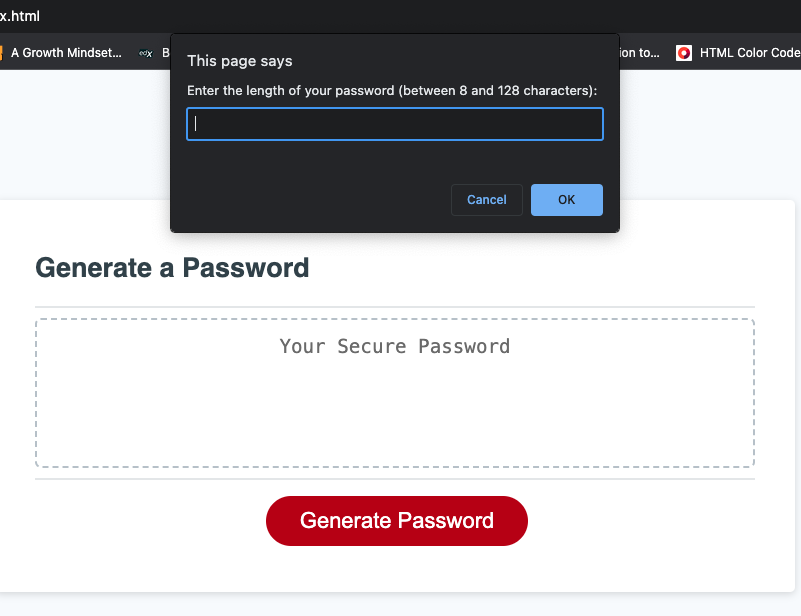 x.html
A Growth Mindset... edX B ion to... HTML Color Code
This page says
Enter the length of your password (between 8 and 128 characters):
Cancel OK
Generate a Password
Your Secure Password
Generate Password